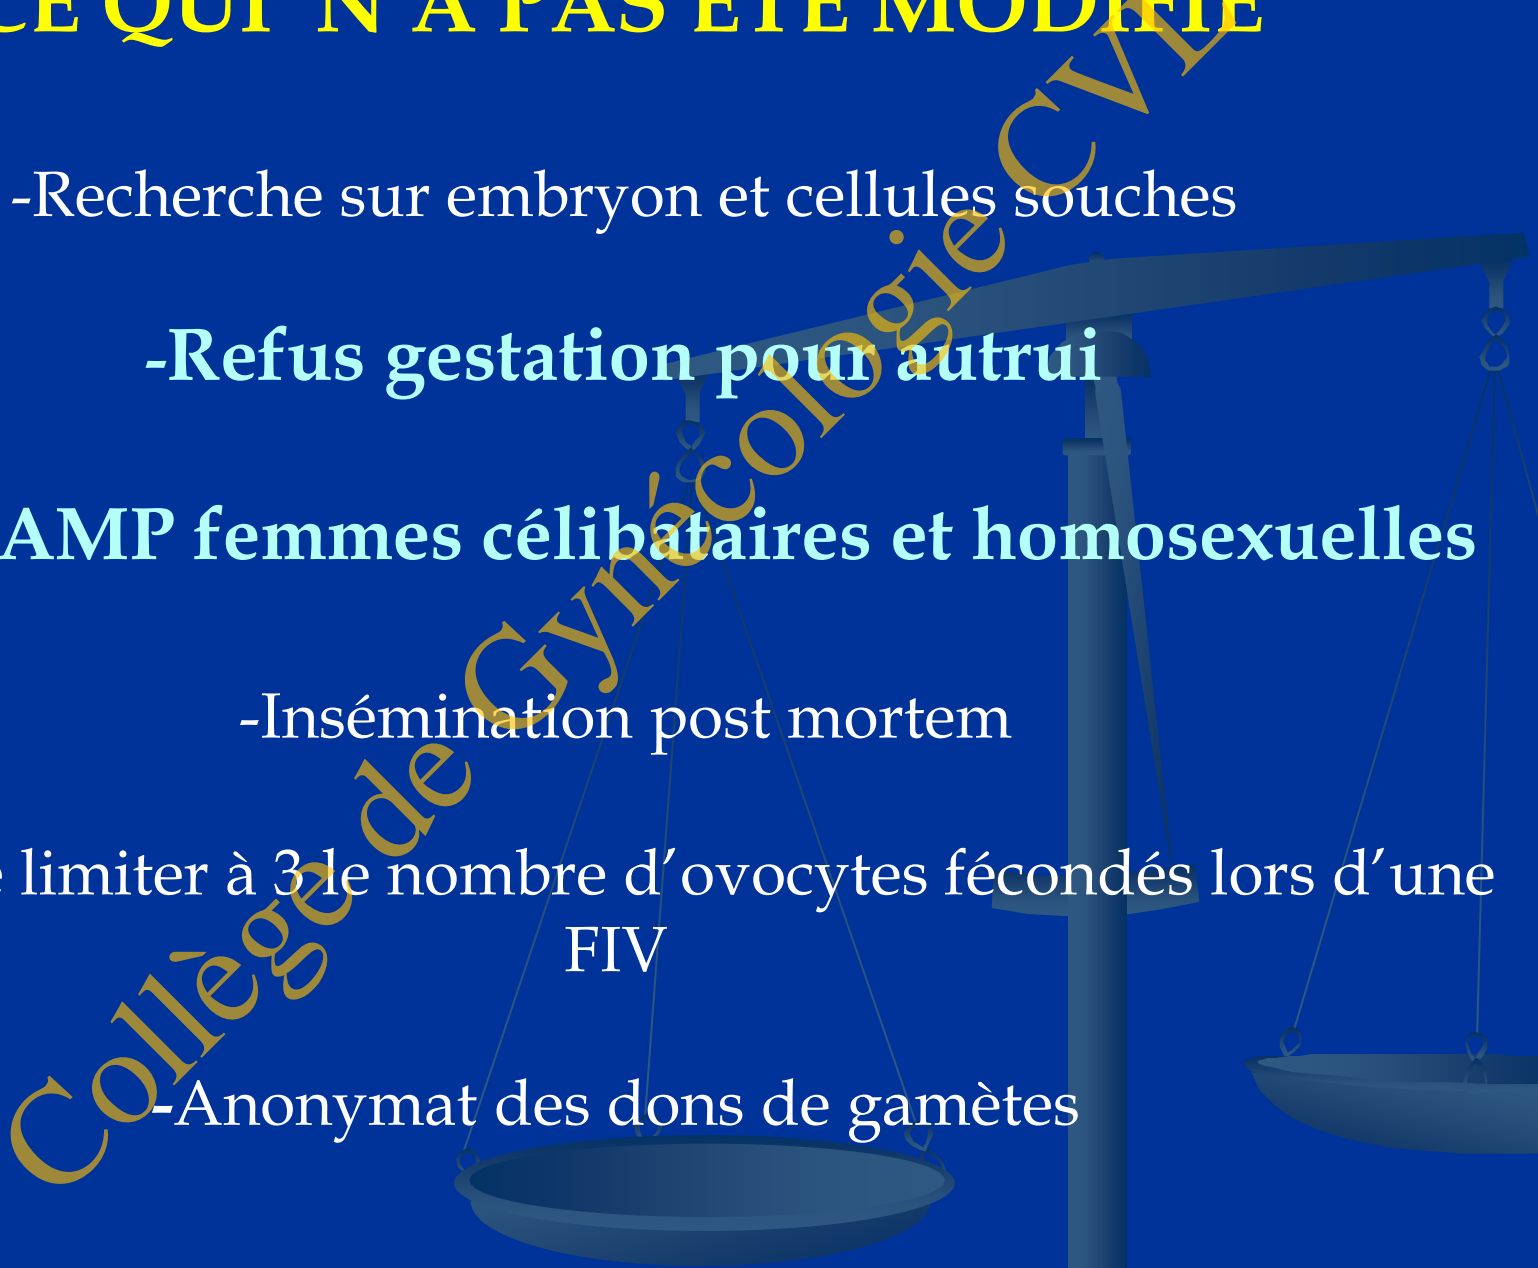 CE QUI N'A PAS ETE MODIFIE
-Recherche sur embryon et cellules souches
-Refus gestation pour autrui
AMP femmes célibataires et homosexuelles
-Insémination post mortem
limiter à 3 le nombre d’ovocytes fécondés lors d’une
FIV
-Anonymat des dons de gamètes
Collège de Gynécologie CVL